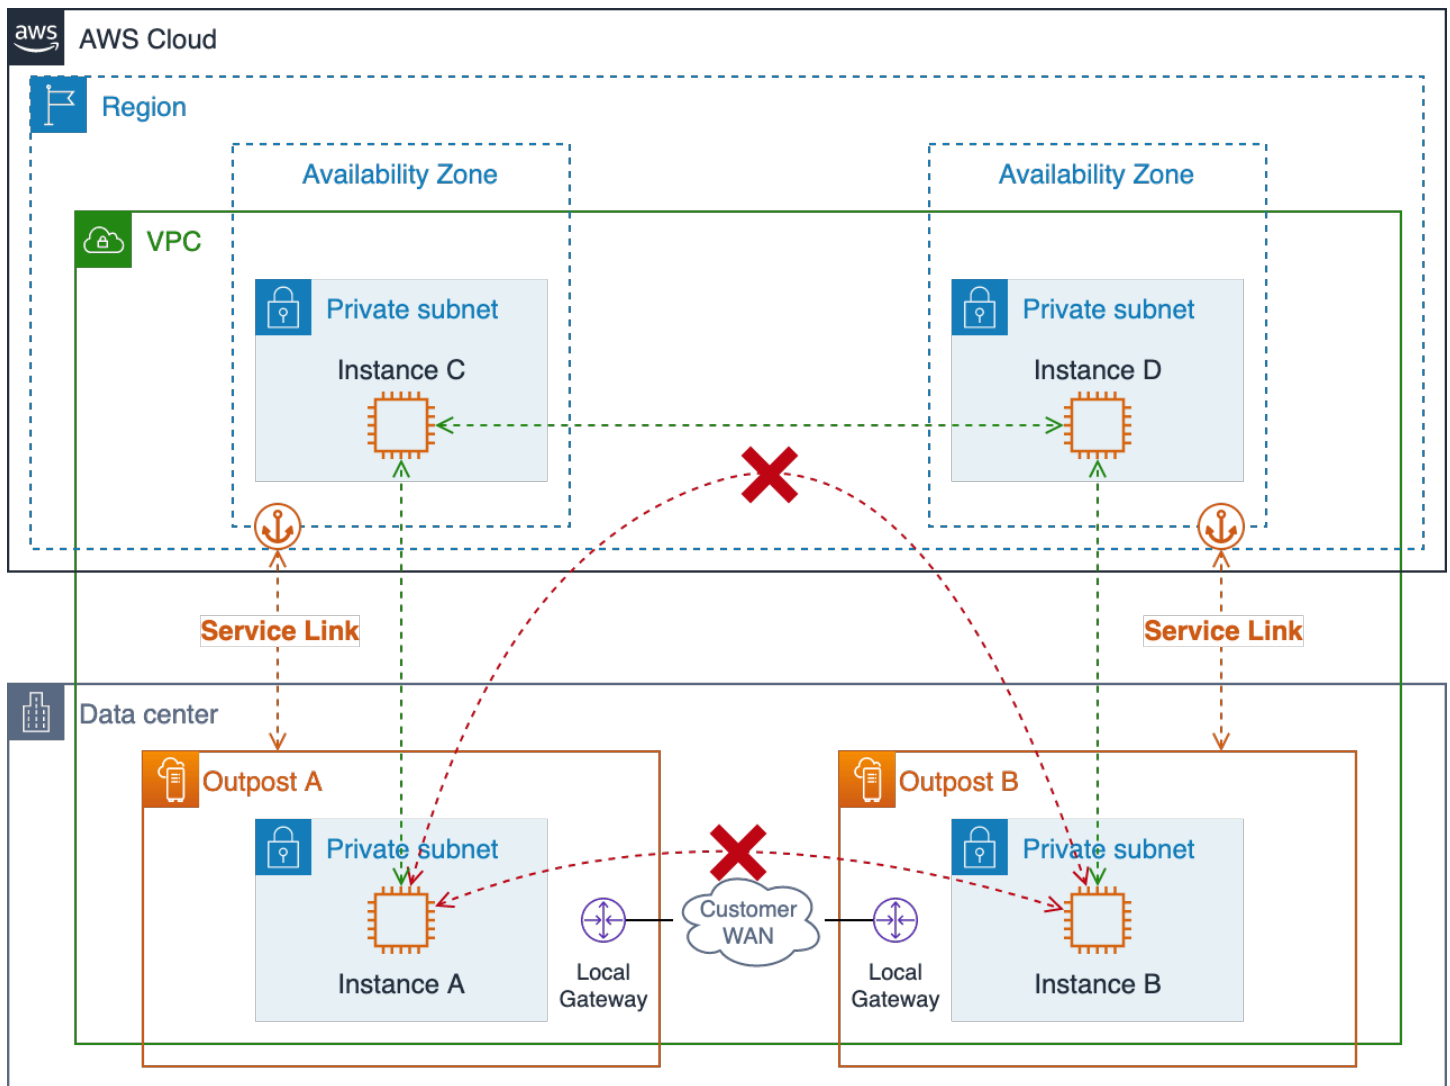 aws
AWS Cloud
Region
Availability Zone
Availability Zone
VPC
Private subnet
Private subnet
Instance C
Instance D
Service Link
Service Link
Data center
Outpost A
Outpost B
Private subnet
Private subnet
Customer
WAN
Local
Gateway
Local
Gateway
Instance A
Instance B